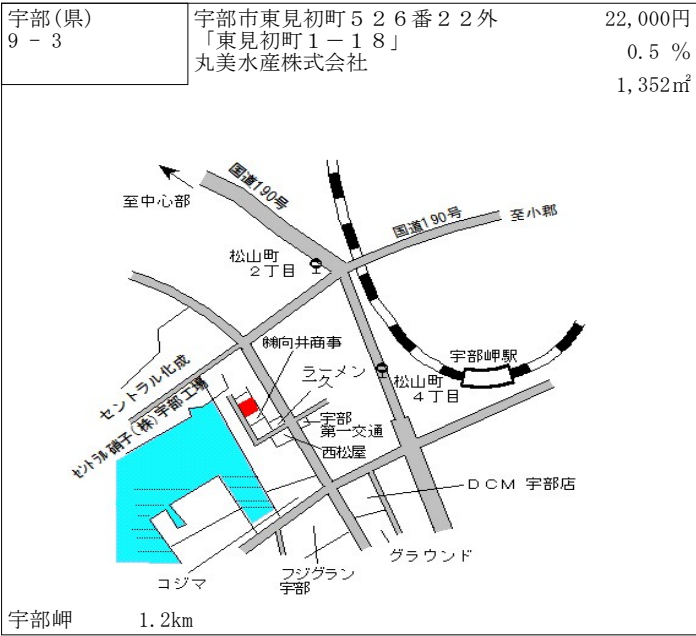 宇部(県)
9 - 3
宇部市東見初町５２６番２２外
「東見初町１－１８」
丸美水産株式会社
22,000円
0.5 %
1,352㎡
至中心部
国道190号
国道190号
至小郡
松山町
２丁目
㈱向井商事
ラーメン
一久
宇部岬駅
松山町
４丁目
セントラル化成
セントラル硝子(株)宇部工場
宇部
第一交通
西松屋
ＤＣＭ 宇部店
グラウンド
コジマ
フジグラン
宇部
宇部岬
1.2km